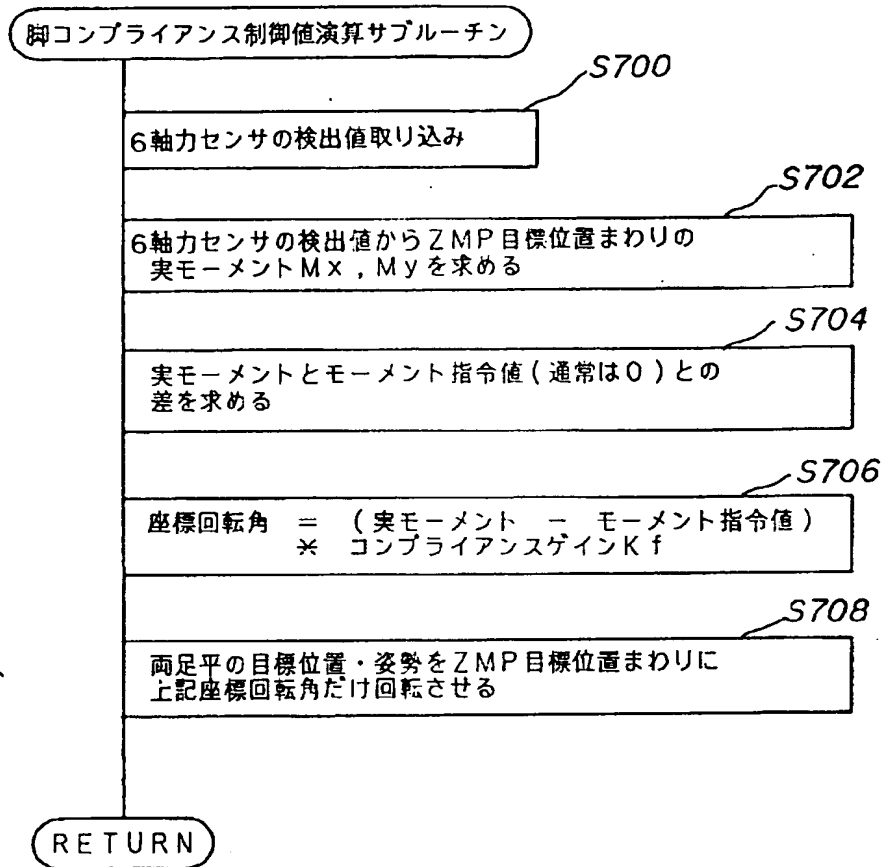 脚コンプライアンス制御値演算サブルーチン
S700
6軸力センサの検出値取り込み
S702
6軸力センサの検出値からZMP目標位置まわりの
実モーメントMx,Myを求める
S704
実モーメントとモーメント指令値(通常は0)との
差を求める
S706
座標回転角 = (実モーメント - モーメント指令値)
* コンプライアンスゲインKf
S708
両足平の目標位置・姿勢をZMP目標位置まわりに
上記座標回転角だけ回転させる
RETURN